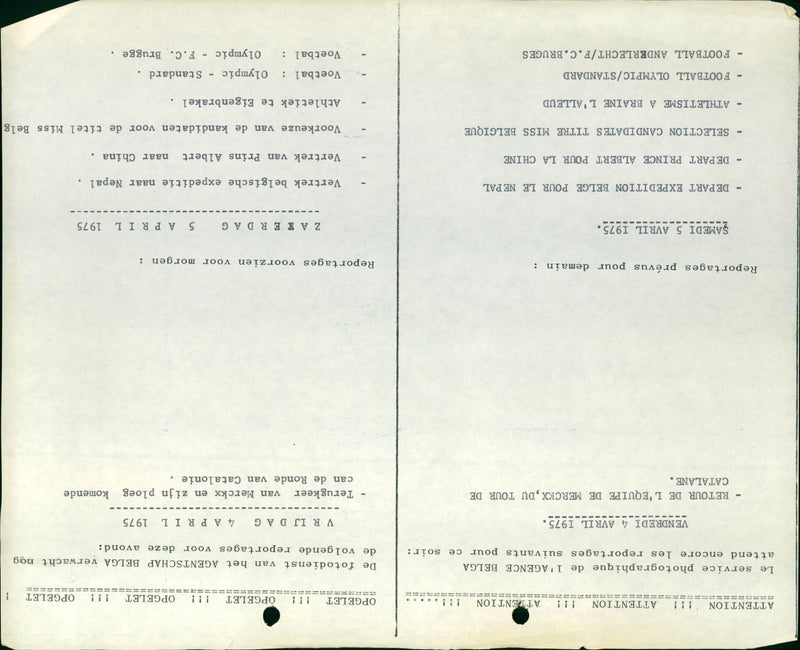 ATTENTION !!! ATTENTION !!! ATTENTION !!!
Le service photographique de l'AGENCE BELGA
attend encore les reportages suivants pour ce soir:
VENDREDI 4 AVRIL 1975.
- RETOUR DE L'EQUIPE DE MERCKX,DU TOUR DE
CATALANE.
Reportages prévus pour demain :
SAMEDI 5 AVRIL 1975.
- DEPART EXPEDITION BELGE POUR LE NEPAL
- DEPART PRINCE ALBERT POUR LA CHINE
- SELECTION CANDIDATES TITRE MISS BELGIQUE
- ATHLETISME A BRAINE L'ALLEUD
- FOOTBALL OLYMPIC/STANDARD
- FOOTBALL ANDERLECHT/F.C.BRUGES
OPGELET !!! OPGELET !!! OPGELET !!! OPGELET !
De fotodienst van het AGENTSCHAP BELGA verwacht nog
de volgende reportages voor deze avond:
VRIJDAG 4 APRIL 1975
- Terugkeer van Merckx en zijn ploeg komende
can de Ronde van Catalonie .
Reportages voorzien voor morgen :
ZATERDAG 5 APRIL 1975
- Vertrek belgische expeditie naar Nepal .
- Vertrek van Prins Albert naar China .
- Voorkeuze van de kandidaten voor de titel Miss Belg
- Athletiek te Eigenbrakel .
- Voetbal : Olympic - Standard .
- Voetbal : Olympic - F.C. Brugge .